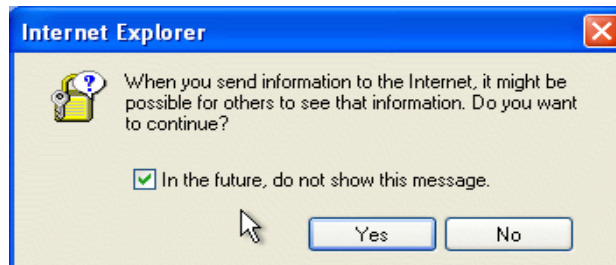 Internet Explorer
?
When you send information to the Internet, it might be
possible for others to see that information. Do you want
to continue?
In the future, do not show this message.
Yes
No